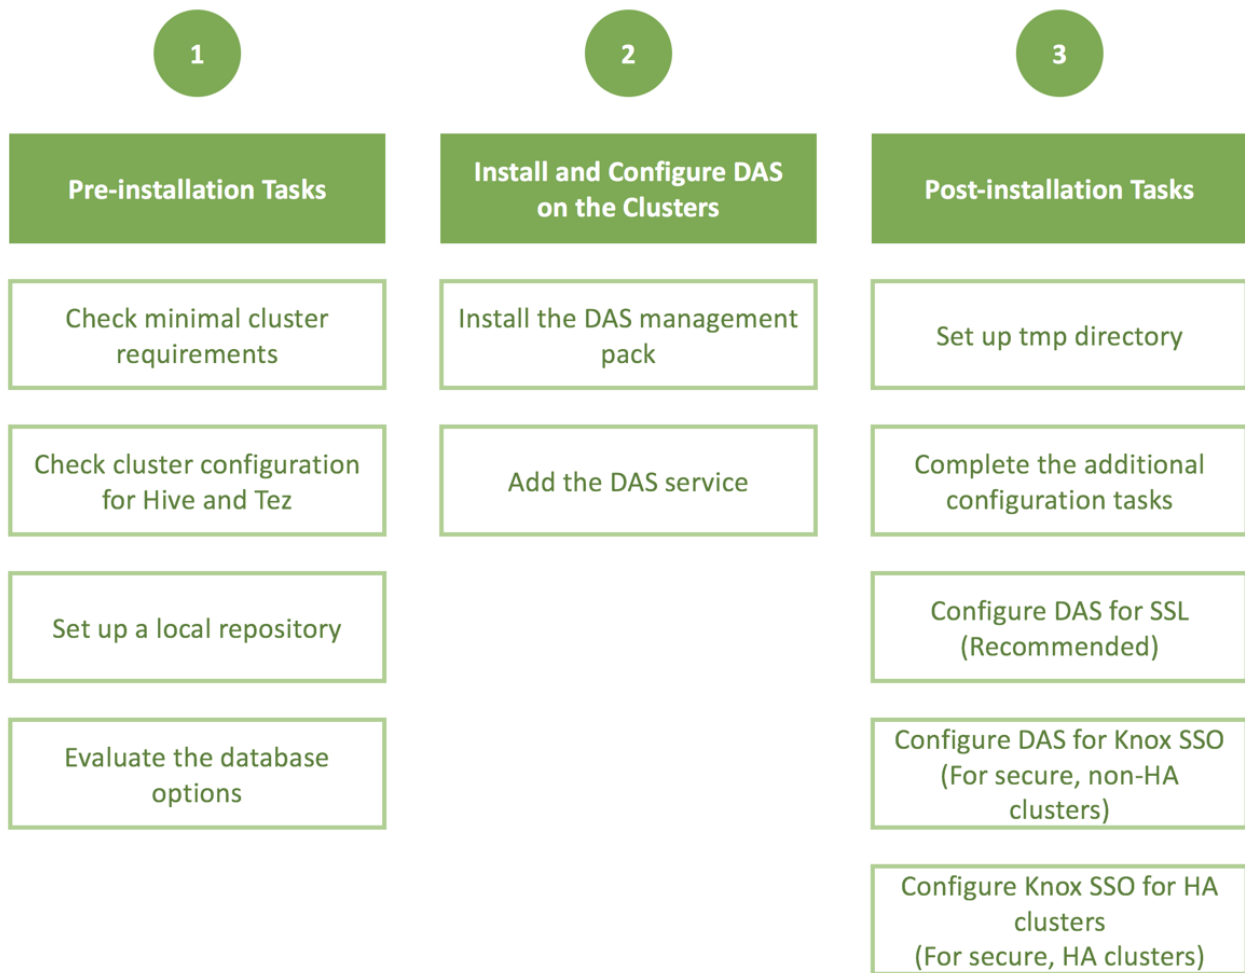 1
Pre-installation Tasks
Check minimal cluster
requirements
Check cluster configuration
for Hive and Tez
Set up a local repository
Evaluate the database
options
2
Install and Configure DAS
on the Clusters
Install the DAS management
pack
Add the DAS service
3
Post-installation Tasks
Set up tmp directory
Complete the additional
configuration tasks
Configure DAS for SSL
(Recommended)
Configure DAS for Knox SSO
(For secure, non-HA
clusters)
Configure Knox SSO for HA
clusters
(For secure, HA clusters)